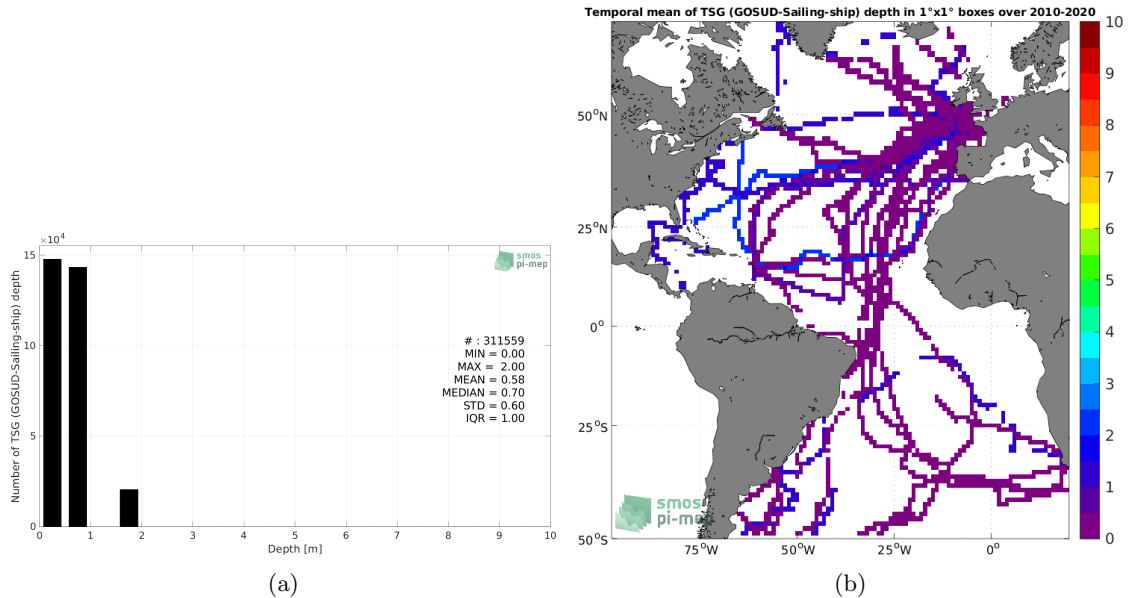 Temporal mean of TSG (GOSUD-Sailing-ship) depth in 1°x1° boxes over 2010-2020
×10⁴
15
10
5
0
Number of TSG (GOSUD-Sailing-ship) depth
0 1 2 3 4 5 6 7 8 9 10
Depth [m]
smos
pi-mep
# : 311559
MIN = 0.00
MAX = 2.00
MEAN = 0.58
MEDIAN = 0.70
STD = 0.60
IQR = 1.00
(a)
50°N
25°N
0°
25°S
50°S
75°W 50°W 25°W 0°
smos
pi-mep
10
9
8
7
6
5
4
3
2
1
0
(b)